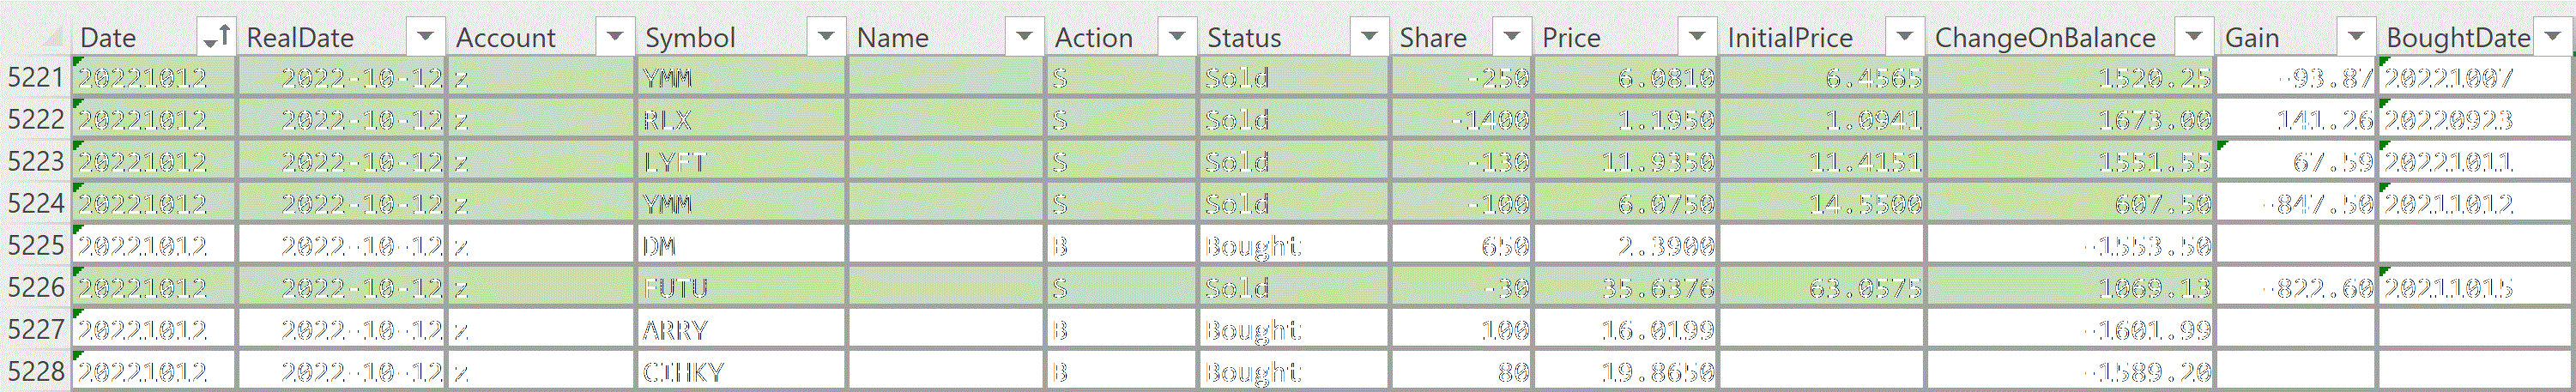 Date RealDate Account Symbol Name Action Status Share Price InitialPrice ChangeOnBalance Gain BoughtDate
5221 20221012 2022-10-12 z YMM S Sold -250 6.0810 6.4565 1520.25 -93.87 20221007
5222 20221012 2022-10-12 z RLX S Sold -1400 1.1950 1.0941 1673.00 141.26 20220923
5223 20221012 2022-10-12 z LYFT S Sold -130 11.9350 11.4151 1551.55 67.59 20221011
5224 20221012 2022-10-12 z YMM S Sold -100 6.0750 14.5500 607.50 -847.50 20211012
5225 20221012 2022-10-12 z DM B Bought 650 2.3900 -1553.50
5226 20221012 2022-10-12 z FUTU S Sold -30 35.6376 63.0575 1069.13 -822.60 20211015
5227 20221012 2022-10-12 z ARRY B Bought 100 16.0199 -1601.99
5228 20221012 2022-10-12 z CIHKY B Bought 80 19.8650 -1589.20